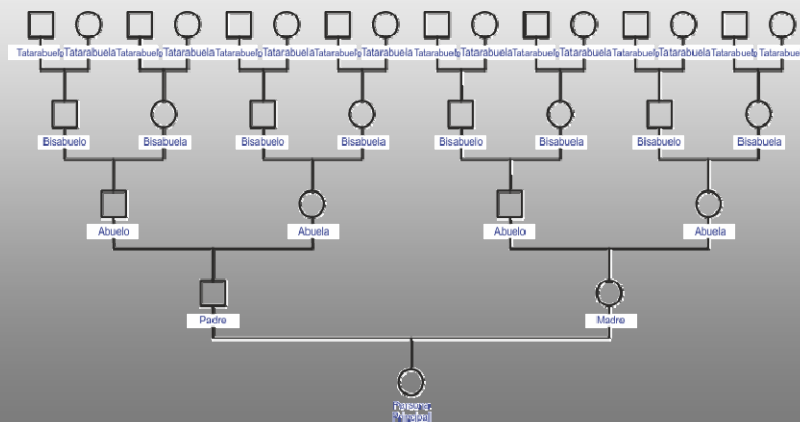 Tatarabuelo Tatarabuela Tatarabuelo Tatarabuela Tatarabuelo Tatarabuela Tatarabuelo Tatarabuela Tatarabuelo Tatarabuela Tatarabuelo Tatarabuela Tatarabuelo Tatarabuela Tatarabuelo Tatarabuela
Bisabuelo Bisabuela Bisabuelo Bisabuela Bisabuelo Bisabuela Bisabuelo Bisabuela
Abuelo Abuela Abuelo Abuela
Padre Madre
Persona
Principal